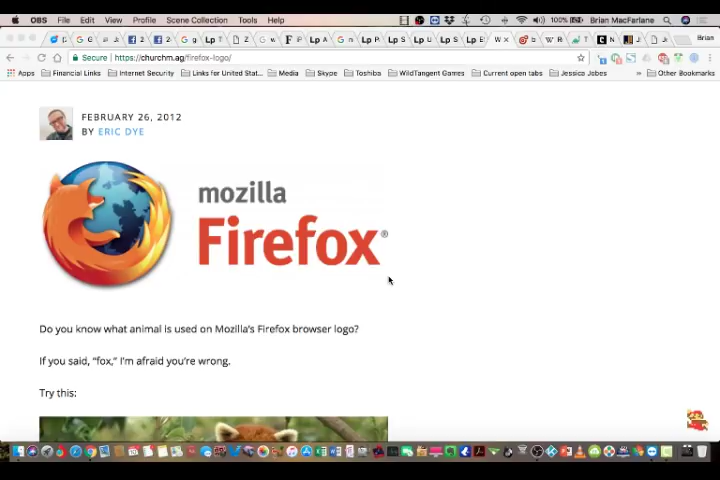 OBS File Edit View Profile Scene Collection Tools Help 100% Brian MacFarlane
Brian
Secure https://churchm.ag/firefox-logo/
Apps Financial Links Internet Security Links for United Stat... Media Skype Toshiba WildTangent Games Current open tabs Jessica Jobes » Other Bookmarks
FEBRUARY 26, 2012
BY ERIC DYE
mozilla
Firefox®
Do you know what animal is used on Mozilla's Firefox browser logo?
If you said, "fox," I'm afraid you're wrong.
Try this: